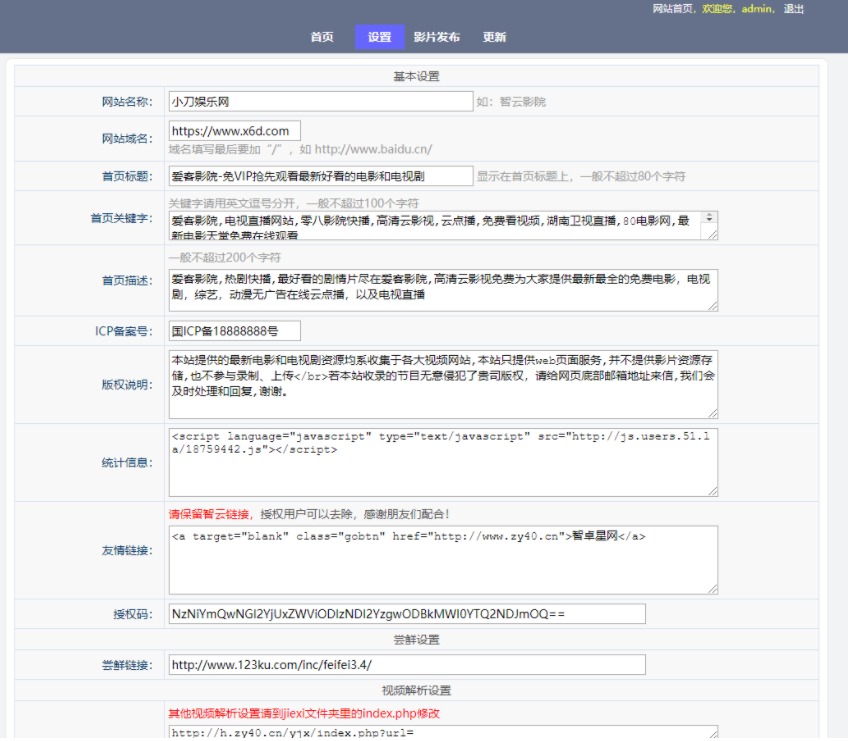 网站首页, 欢迎您, admin, 退出
首页 设置 影片发布 更新
基本设置
网站名称： 小刀娱乐网 如：智云影院
网站域名： https://www.x6d.com
域名填写最后要加“/”，如 http://www.baidu.cn/
首页标题： 爱客影院-免VIP抢先观看最新好看的电影和电视剧 显示在首页标题上，一般不超过80个字符
关键字请用英文逗号分开，一般不超过100个字符
首页关键字： 爱客影院,电视直播网站,零八影院快播,高清云影视,云点播,免费看视频,湖南卫视直播,80电影网,最
新电影天堂免费在线观看
一般不超过200个字符
首页描述： 爱客影院,热剧快播,最好看的剧情片尽在爱客影院,高清云影视免费为大家提供最新最全的免费电影，电视
剧，综艺，动漫无广告在线云点播，以及电视直播
ICP备案号： 国ICP备18888888号
版权说明： 本站提供的最新电影和电视剧资源均系收集于各大视频网站,本站只提供web页面服务,并不提供影片资源存
储,也不参与录制、上传</br>若本站收录的节目无意侵犯了贵司版权，请给网页底部邮箱地址来信,我们会
及时处理和回复,谢谢。
统计信息： <script language="javascript" type="text/javascript" src="http://js.users.51.l
a/18759442.js"></script>
请保留智云链接，授权用户可以去除，感谢朋友们配合！
友情链接： <a target="blank" class="gobtn" href="http://www.zy40.cn">智卓星网</a>
授权码： NzNiYmQwNGI2YjUxZWViODIzNDI2YzgwODBkMWI0YTQ2NDJmOQ==
尝鲜设置
尝鲜链接： http://www.123ku.com/inc/feifei3.4/
视频解析设置
其他视频解析设置请到jiexi文件夹里的index.php修改
http://h.zy40.cn/yjx/index.php?url=